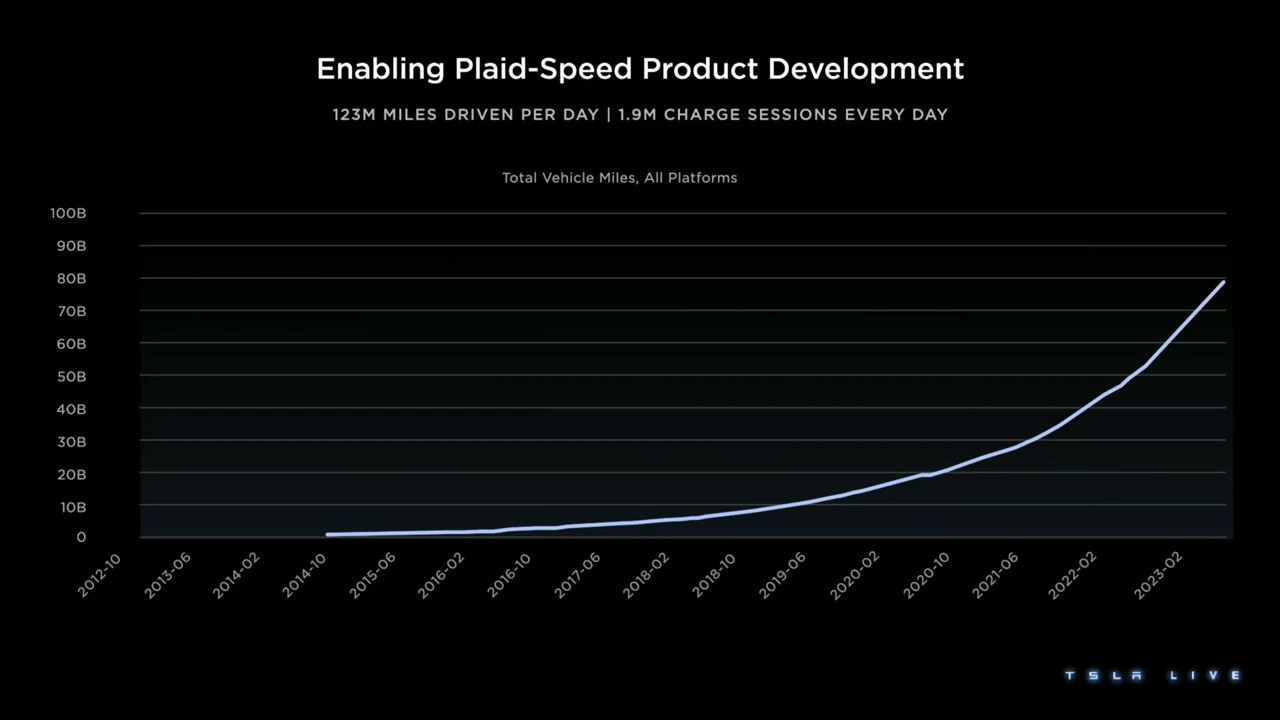 Enabling Plaid-Speed Product Development
123M MILES DRIVEN PER DAY | 1.9M CHARGE SESSIONS EVERY DAY
Total Vehicle Miles, All Platforms
100B
90B
80B
70B
60B
50B
40B
30B
20B
10B
0
2012-10 2013-06 2014-02 2014-10 2015-06 2016-02 2016-10 2017-06 2018-02 2018-10 2019-06 2020-02 2020-10 2021-06 2022-02 2023-02
TSLA LIVE